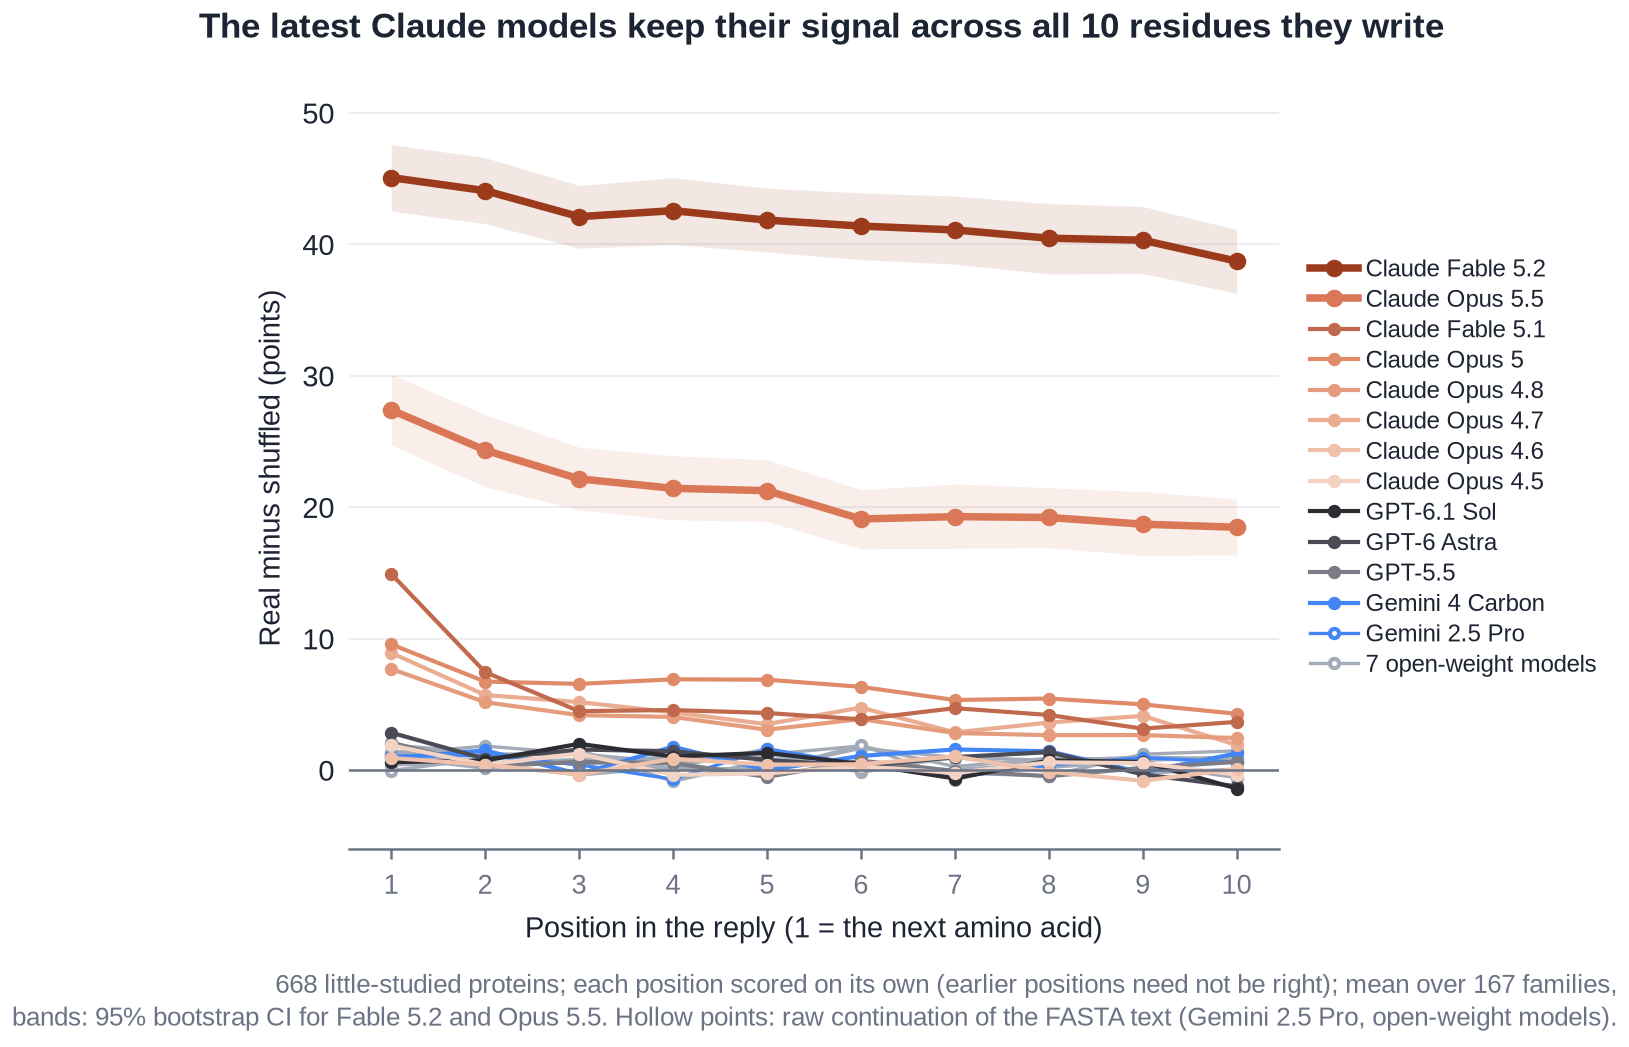 The latest Claude models keep their signal across all 10 residues they write
Real minus shuffled (points)
50
40
30
20
10
0
1 2 3 4 5 6 7 8 9 10
Position in the reply (1 = the next amino acid)
Claude Fable 5.2
Claude Opus 5.5
Claude Fable 5.1
Claude Opus 5
Claude Opus 4.8
Claude Opus 4.7
Claude Opus 4.6
Claude Opus 4.5
GPT-6.1 Sol
GPT-6 Astra
GPT-5.5
Gemini 4 Carbon
Gemini 2.5 Pro
7 open-weight models
668 little-studied proteins; each position scored on its own (earlier positions need not be right); mean over 167 families,
bands: 95% bootstrap CI for Fable 5.2 and Opus 5.5. Hollow points: raw continuation of the FASTA text (Gemini 2.5 Pro, open-weight models).